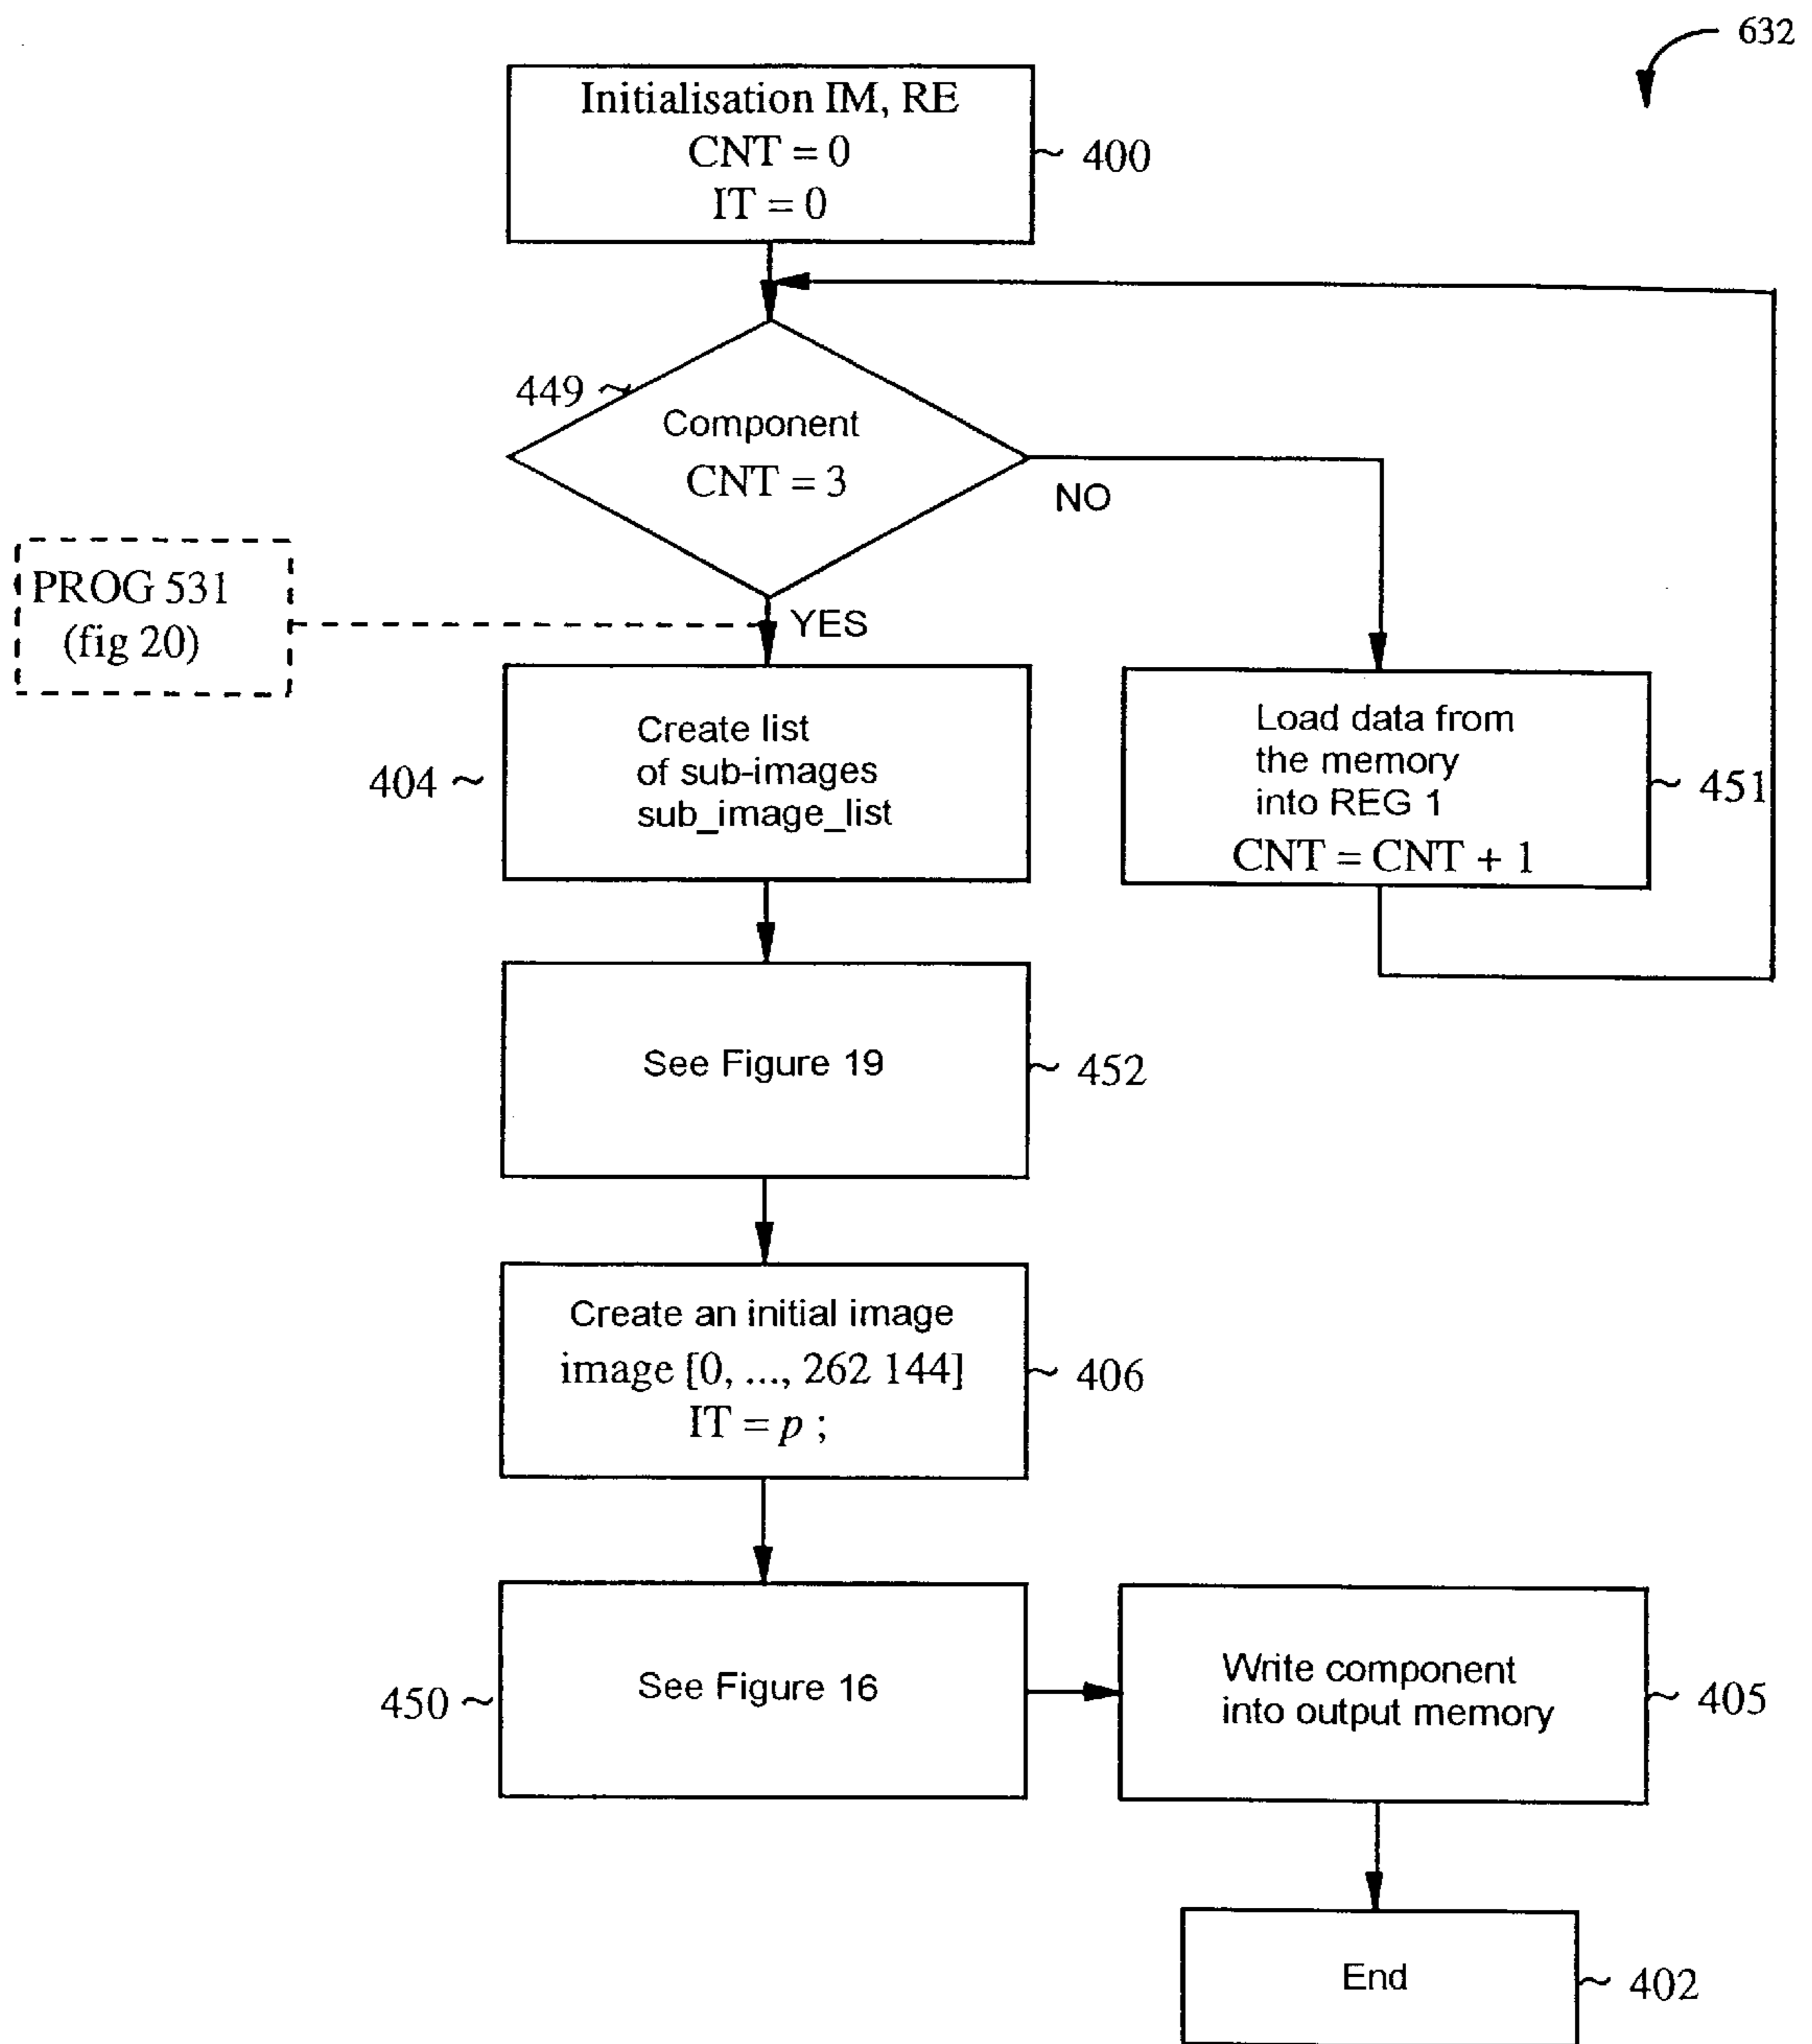 632
Initialisation IM, RE
CNT = 0
IT = 0
~ 400
449 ~
Component
CNT = 3
NO
PROG 531
(fig 20)
YES
404 ~
Create list
of sub-images
sub_image_list
Load data from
the memory
into REG 1
CNT = CNT + 1
~ 451
See Figure 19
~ 452
Create an initial image
image [0, ..., 262 144]
IT = p ;
~ 406
450 ~
See Figure 16
Write component
into output memory
~ 405
End
~ 402